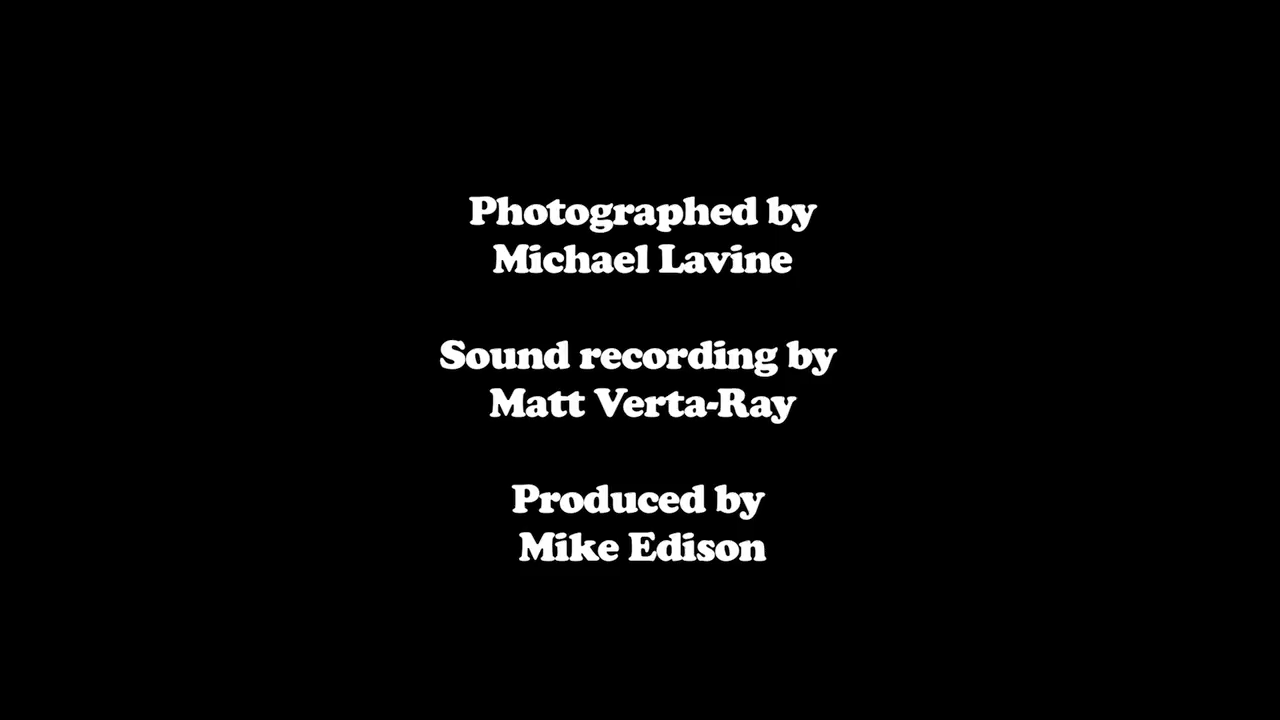 Photographed by
Michael Lavine
Sound recording by
Matt Verta-Ray
Produced by
Mike Edison